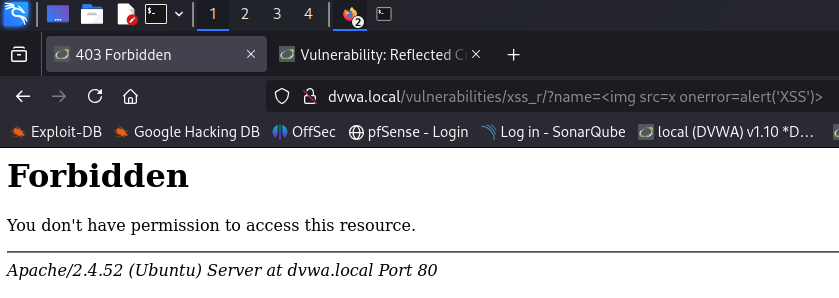 1 2 3 4 2
403 Forbidden × Vulnerability: Reflected C × +
dvwa.local/vulnerabilities/xss_r/?name=<img src=x onerror=alert('XSS')>
Exploit-DB Google Hacking DB OffSec pfSense - Login Log in - SonarQube local (DVWA) v1.10 *D...
Forbidden
You don't have permission to access this resource.
Apache/2.4.52 (Ubuntu) Server at dvwa.local Port 80